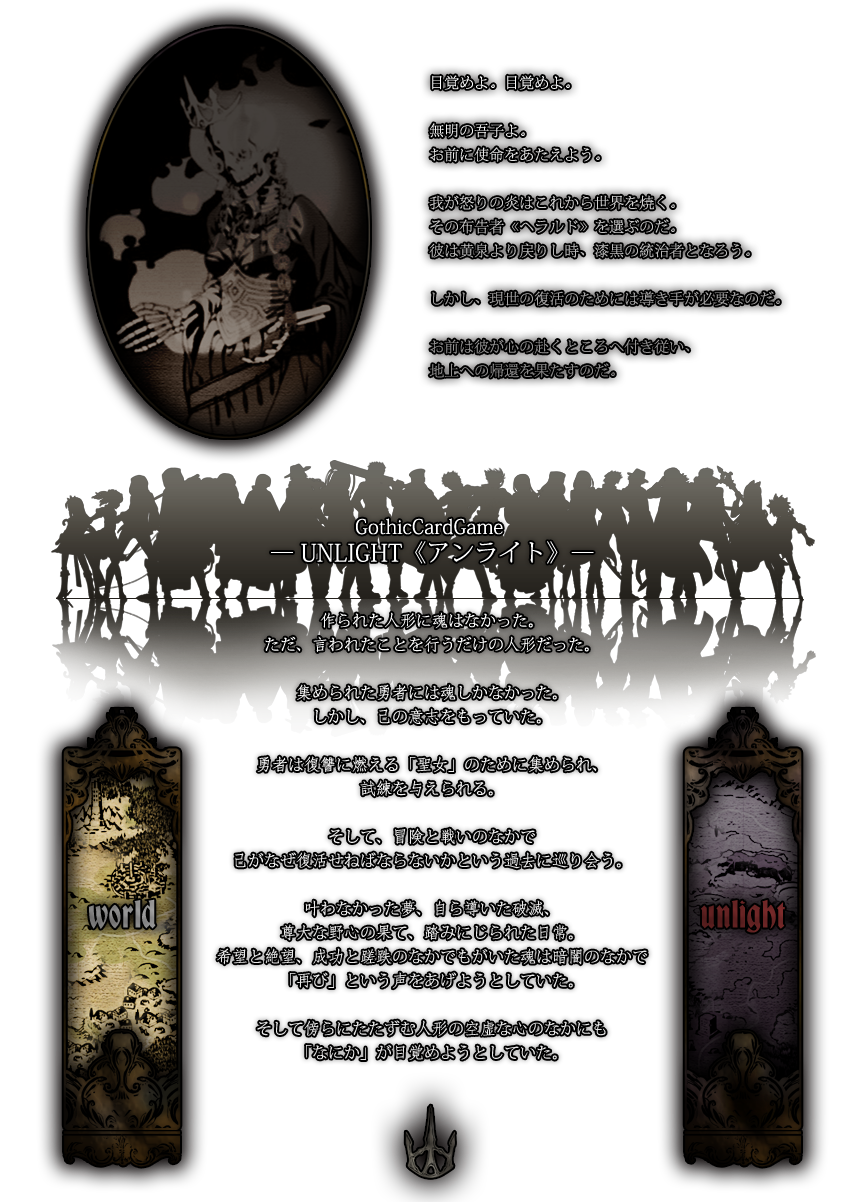 目覚めよ。目覚めよ。
無明の吾子よ。
お前に使命をあたえよう。
我が怒りの炎はこれから世界を焼く。
その布告者《ヘラルド》を選ぶのだ。
彼は黄泉より戻りし時、漆黒の統治者となろう。
しかし、現世の復活のためには導き手が必要なのだ。
お前は彼が心の赴くところへ付き従い、
地上への帰還を果たすのだ。
GothicCardGame
― UNLIGHT《アンライト》―
作られた人形に魂はなかった。
ただ、言われたことを行うだけの人形だった。
集められた勇者には魂しかなかった。
しかし、己の意志をもっていた。
勇者は復讐に燃える「聖女」のために集められ、
試練を与えられる。
そして、冒険と戦いのなかで
己がなぜ復活せねばならないかという過去に巡り会う。
叶わなかった夢、自ら導いた破滅、
尊大な野心の果て、踏みにじられた日常。
希望と絶望、成功と蹉跌のなかでもがいた魂は暗闇のなかで
「再び」という声をあげようとしていた。
そして傍らにたたずむ人形の空虚な心のなかにも
「なにか」が目覚めようとしていた。
world
unlight